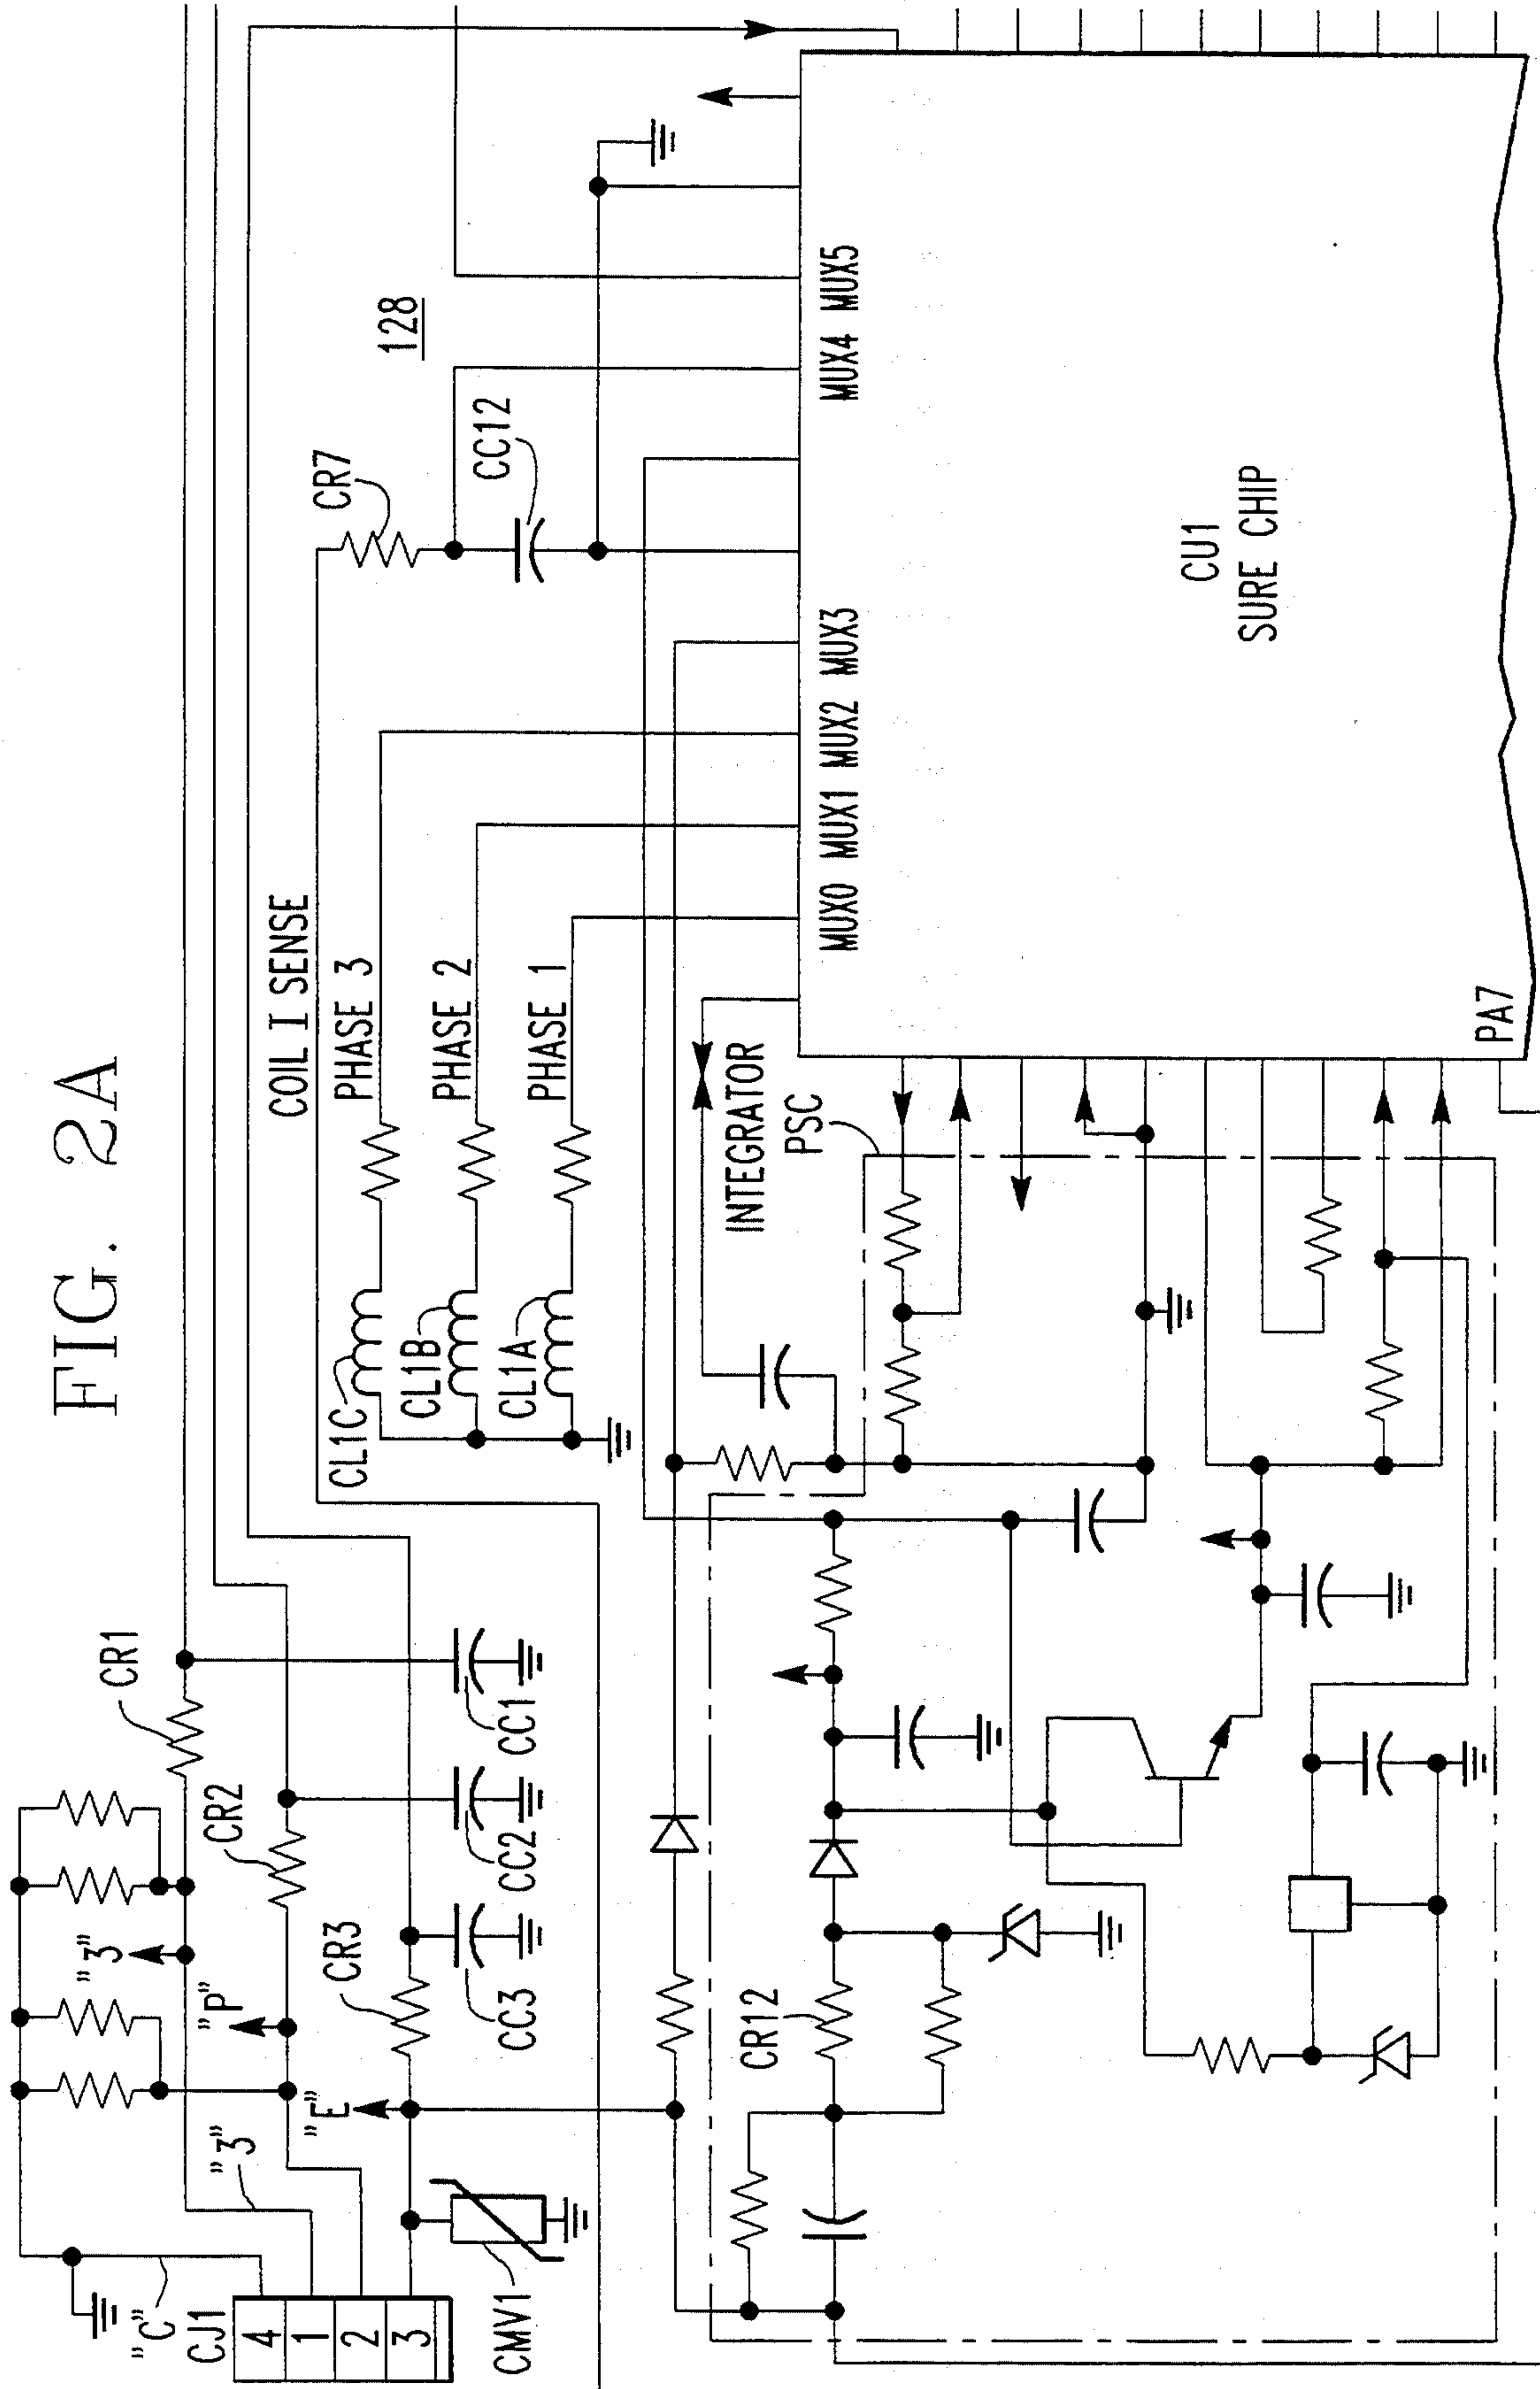 FIG. 2A
"C"
CJ1
4
1
2
3
"3"
"3"
"P"
"E"
CR1
CR2
CR3
CC1
CC2
CC3
CMV1
COIL I SENSE
PHASE 3
PHASE 2
PHASE 1
CL1C
CL1B
CL1A
CR7
CC12
128
INTEGRATOR
PSC
CR12
MUX0 MUX1 MUX2 MUX3
MUX4 MUX5
CU1
SURE CHIP
PA7